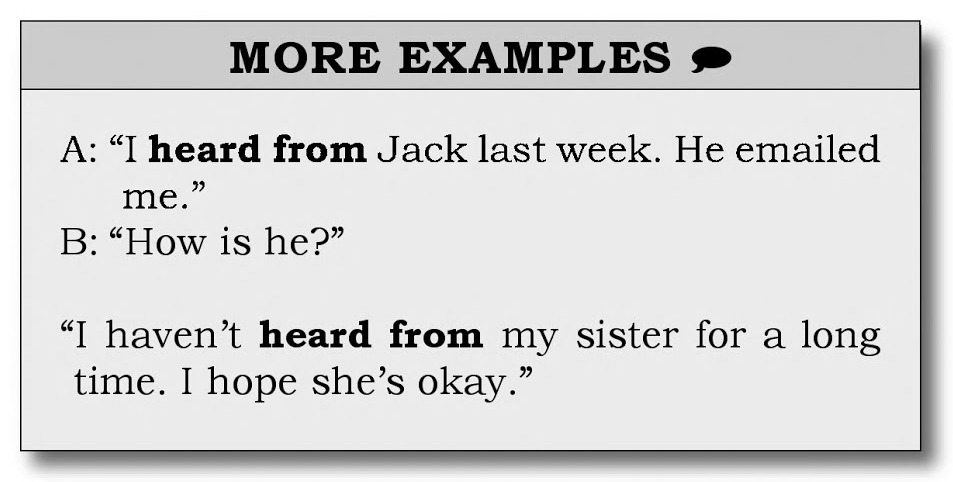 MORE EXAMPLES
A: “I heard from Jack last week. He emailed
me.”
B: “How is he?”
“I haven’t heard from my sister for a long
time. I hope she’s okay.”